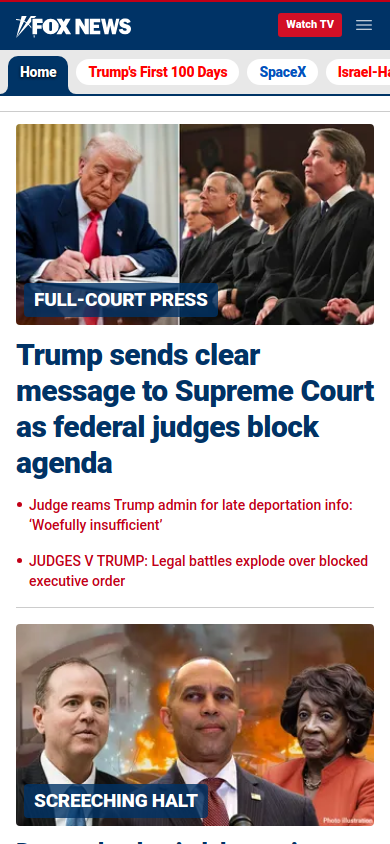 FOX NEWS
Watch TV
Home
Trump's First 100 Days
SpaceX
FULL-COURT PRESS
Trump sends clear
message to Supreme Court
as federal judges block
agenda
• Judge reams Trump admin for late deportation info:
‘Woefully insufficient’
• JUDGES V TRUMP: Legal battles explode over blocked
executive order
SCREECHING HALT
Photo illustration